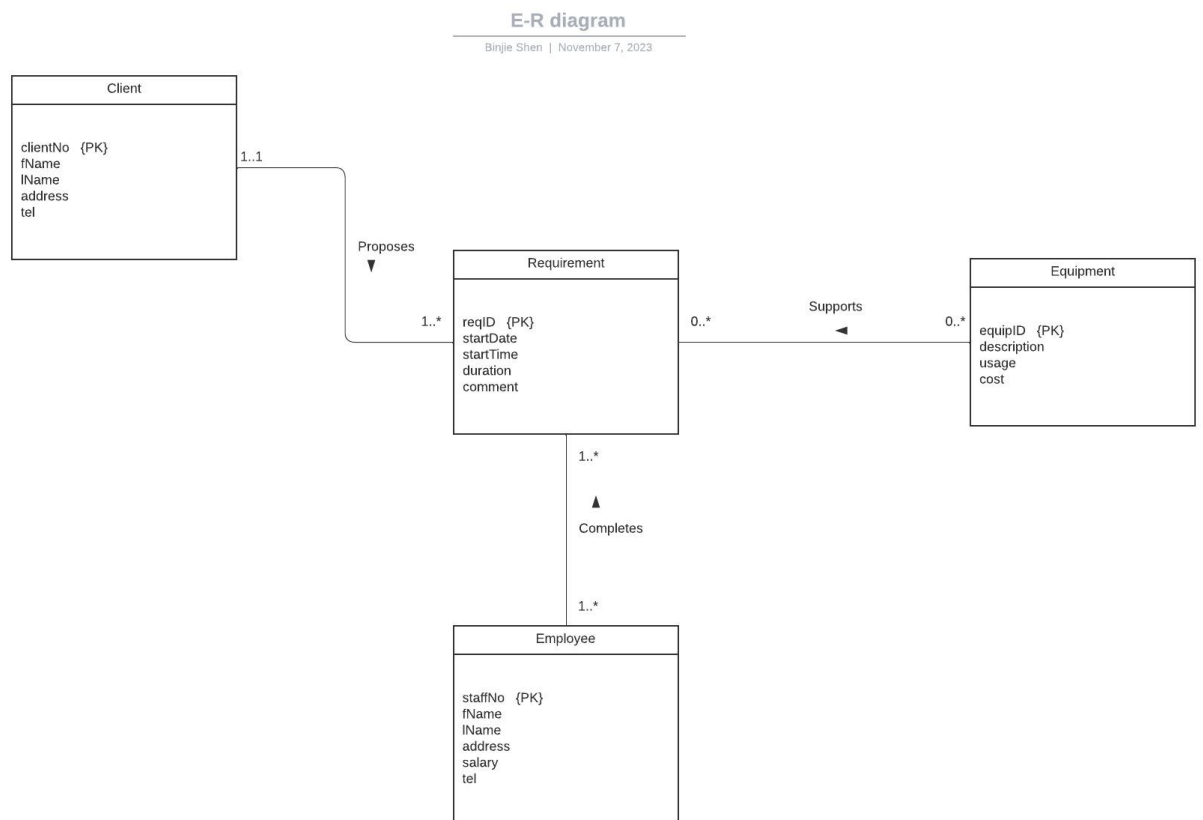 E-R diagram
Binjie Shen | November 7, 2023
Client
clientNo {PK}
fName
lName
address
tel
1..1
Proposes
1..*
Requirement
reqID {PK}
startDate
startTime
duration
comment
0..*
Supports
0..*
Equipment
equipID {PK}
description
usage
cost
1..*
Completes
1..*
Employee
staffNo {PK}
fName
lName
address
salary
tel